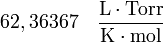 62,36367 L · Torr / K · mol